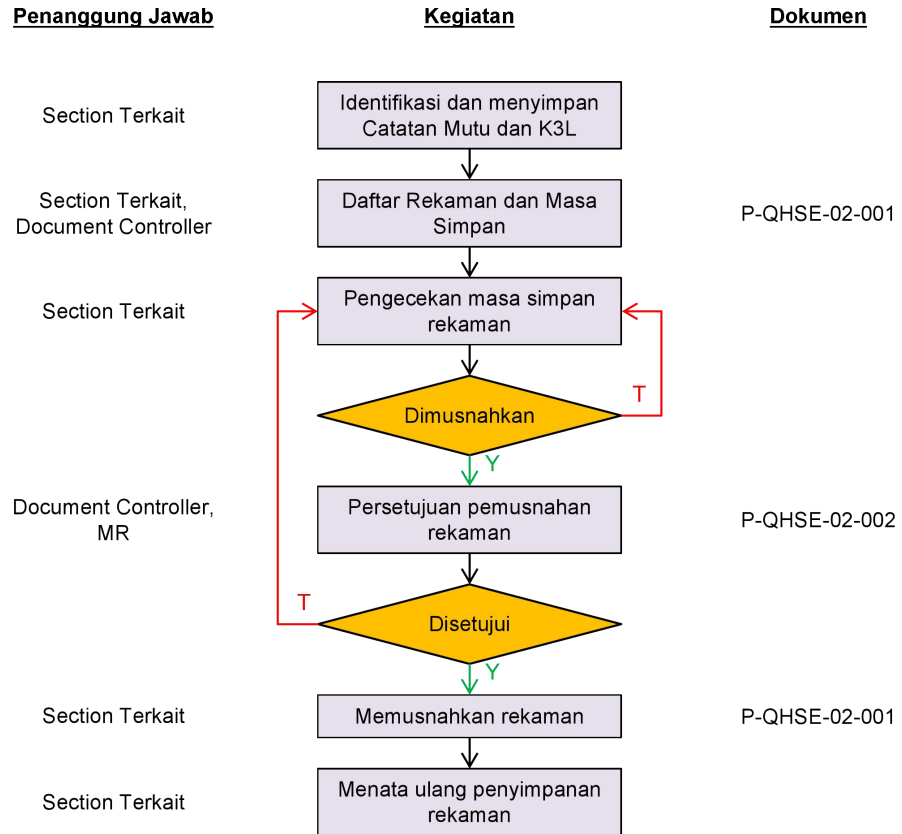 Penanggung Jawab
Kegiatan
Dokumen
Section Terkait
Identifikasi dan menyimpan
Catatan Mutu dan K3L
Section Terkait,
Document Controller
Daftar Rekaman dan Masa
Simpan
P-QHSE-02-001
Section Terkait
Pengecekan masa simpan
rekaman
Dimusnahkan
T
Y
Document Controller,
MR
Persetujuan pemusnahan
rekaman
P-QHSE-02-002
T
Disetujui
Y
Section Terkait
Memusnahkan rekaman
P-QHSE-02-001
Section Terkait
Menata ulang penyimpanan
rekaman